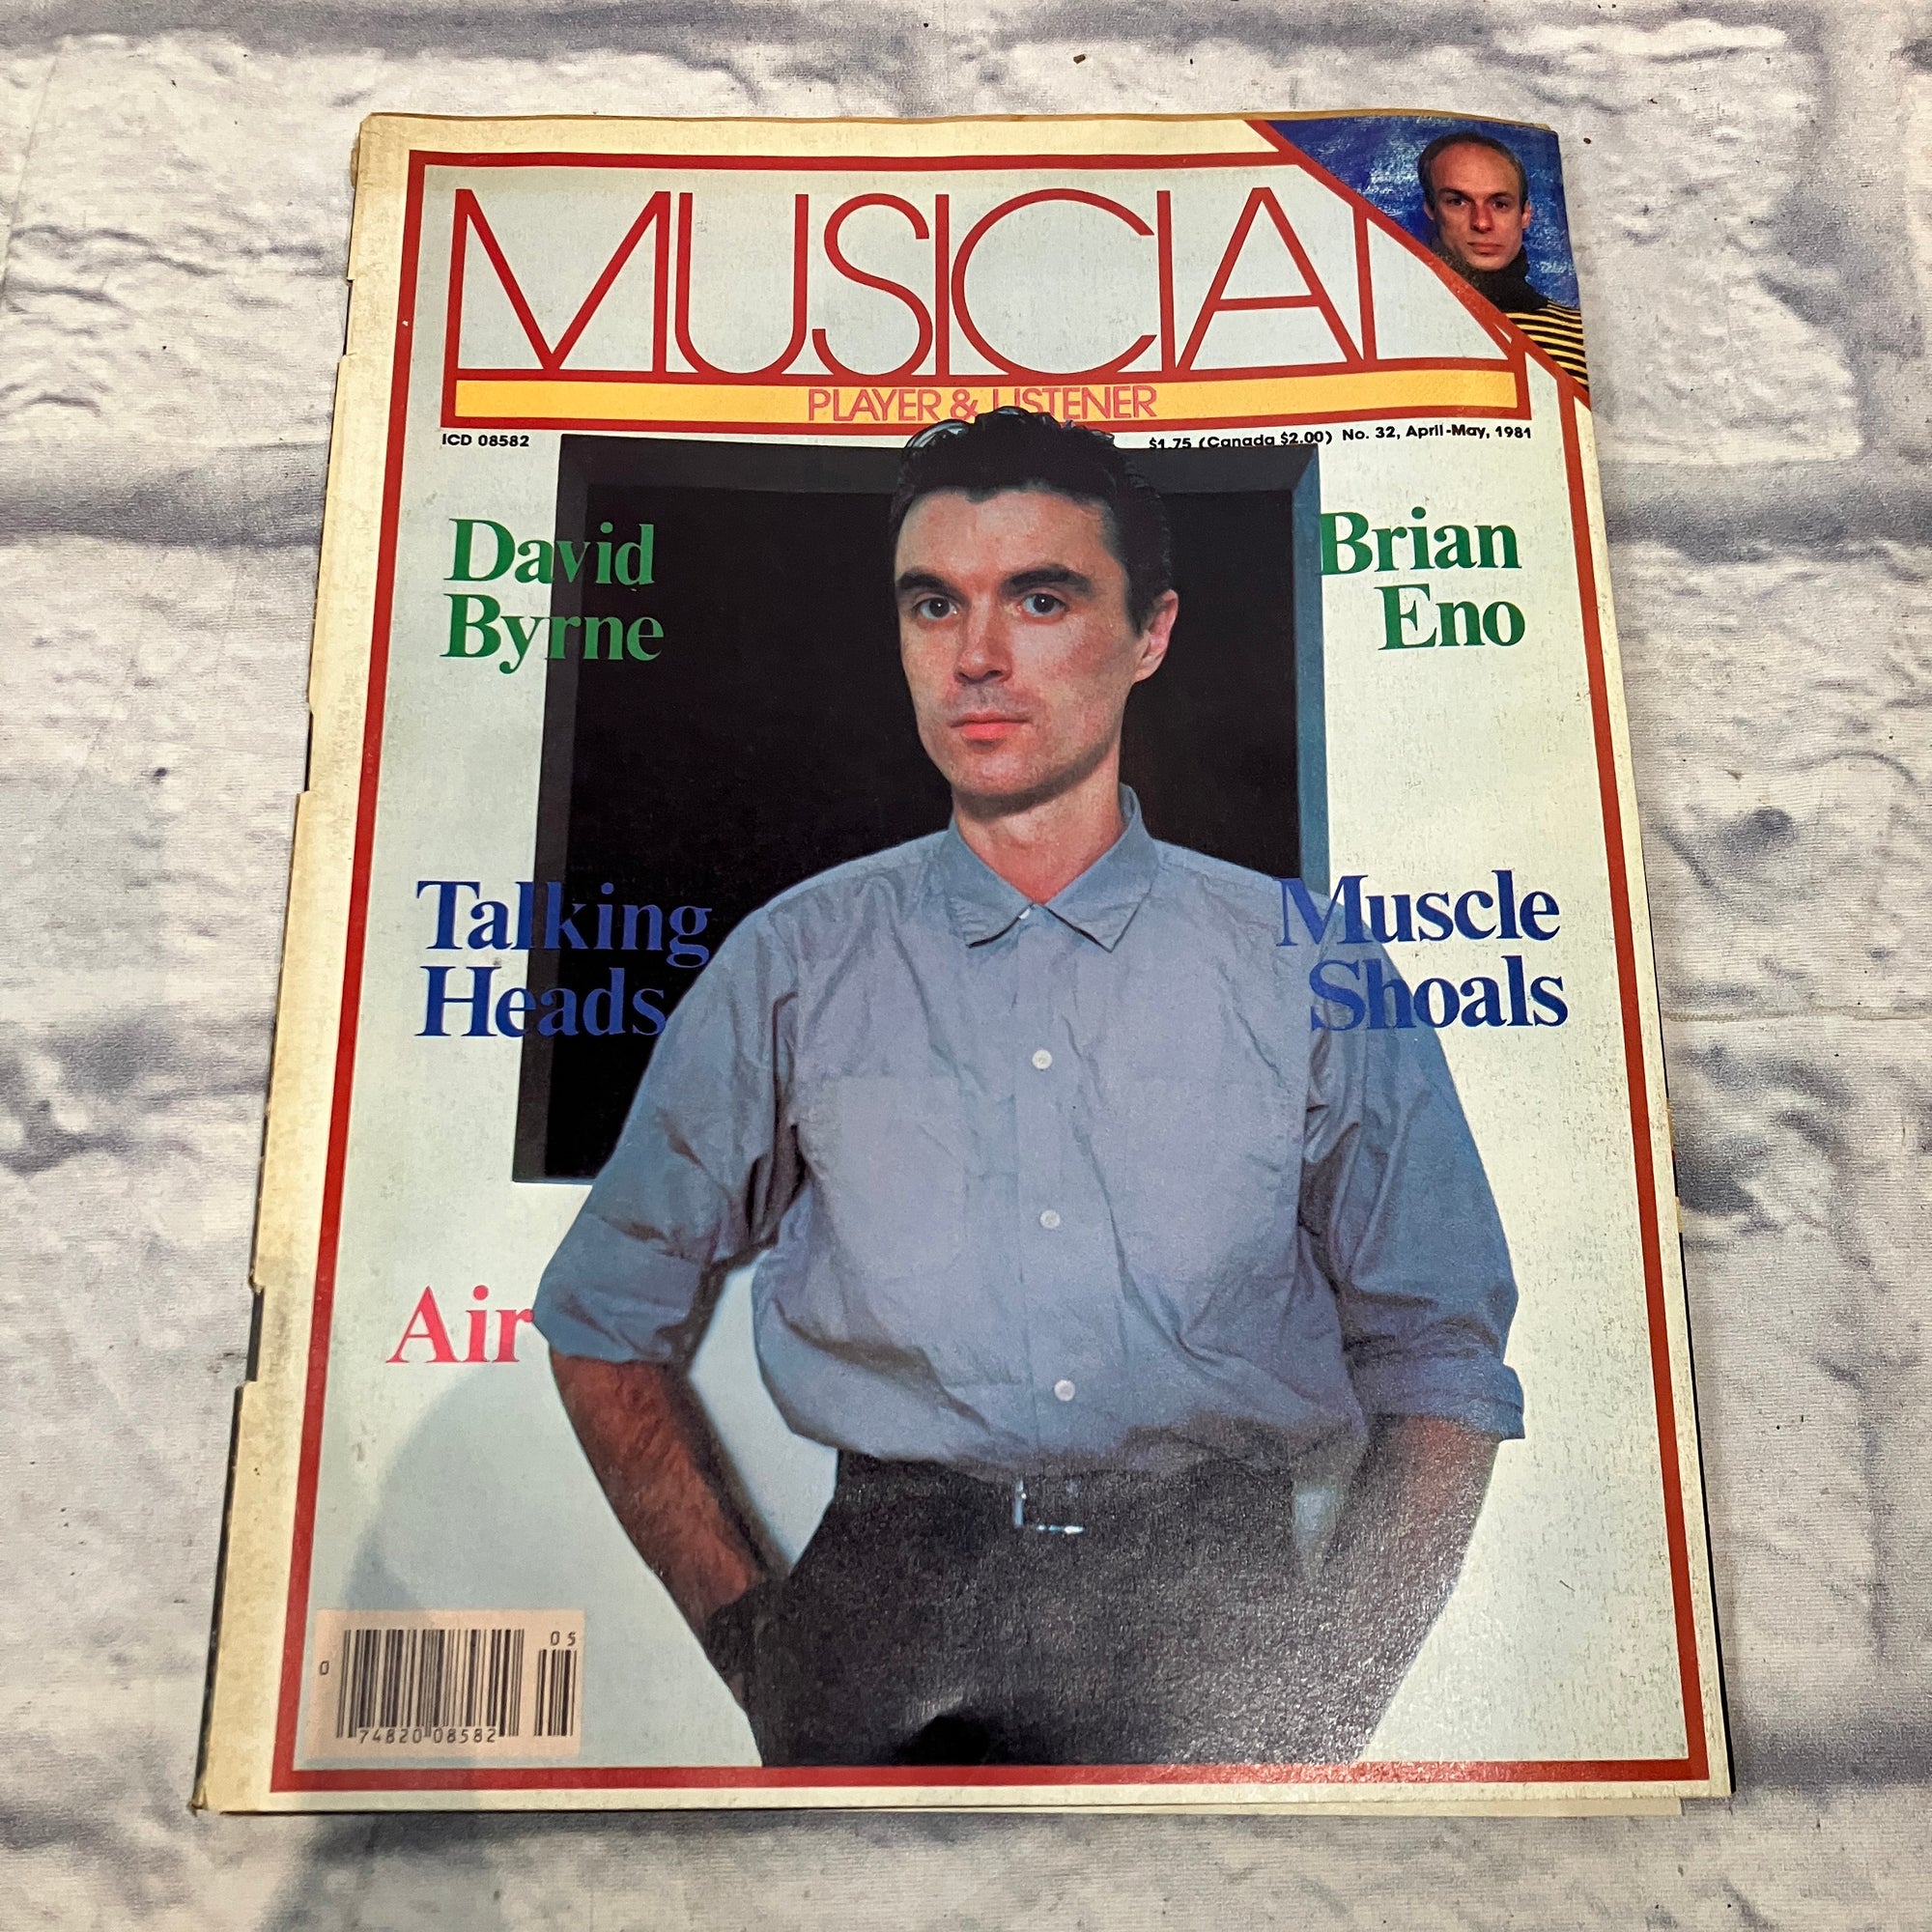 MUSICIAN
PLAYER & LISTENER
ICD 08582
$1.75 (Canada $2.00) No. 32, April-May, 1981
David
Byrne
Brian
Eno
Talking
Heads
Muscle
Shoals
Air
05
0
74820 08582